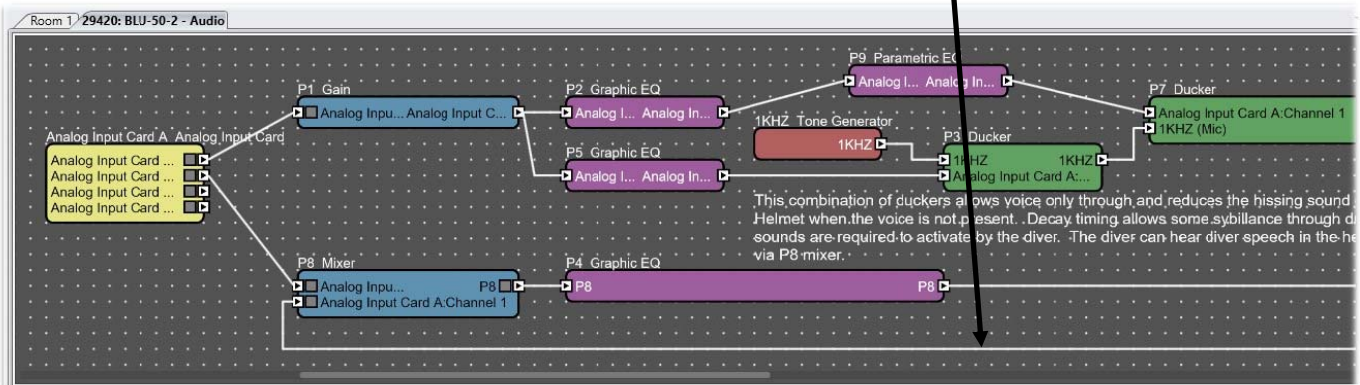 Room 1 29420: BLU-50-2 - Audio
P9 Parametric EQ
Analog I... Analog In...
P1 Gain
Analog Inpu... Analog Input C...
P2 Graphic EQ
Analog I... Analog In...
P7 Ducker
Analog Input Card A:Channel 1
1KHZ (Mic)
1KHZ Tone Generator
1KHZ
Analog Input Card A Analog Input Card
Analog Input Card ...
Analog Input Card ...
Analog Input Card ...
Analog Input Card ...
P5 Graphic EQ
Analog I... Analog In...
P3 Ducker
1KHZ 1KHZ
Analog Input Card A:...
This combination of duckers allows voice only through and reduces the hissing sound
Helmet when the voice is not present. Decay timing allows some sybillance through
sounds are required to activate by the diver. The diver can hear diver speech in the
via P8 mixer.
P8 Mixer
Analog Inpu... P8
Analog Input Card A:Channel 1
P4 Graphic EQ
P8 P8